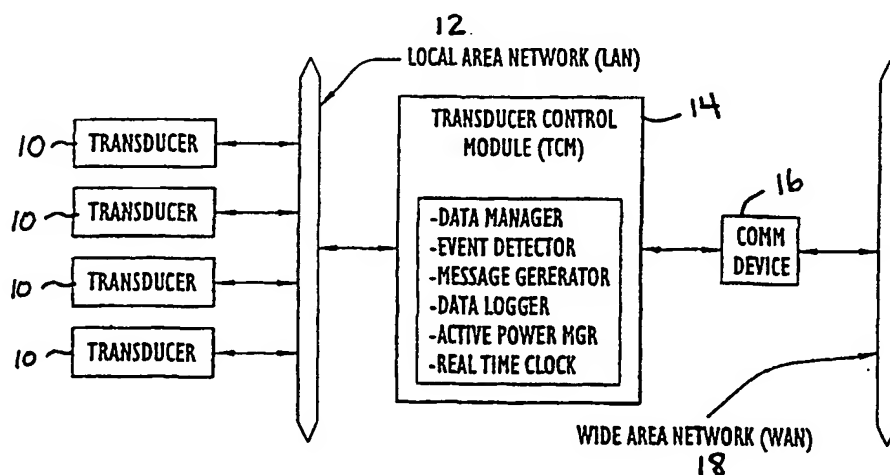 12
LOCAL AREA NETWORK (LAN)
10 TRANSDUCER
10 TRANSDUCER
10 TRANSDUCER
10 TRANSDUCER
14
TRANSDUCER CONTROL
MODULE (TCM)
-DATA MANAGER
-EVENT DETECTOR
-MESSAGE GERERATOR
-DATA LOGGER
-ACTIVE POWER MGR
-REAL TIME CLOCK
16
COMM
DEVICE
WIDE AREA NETWORK (WAN)
18